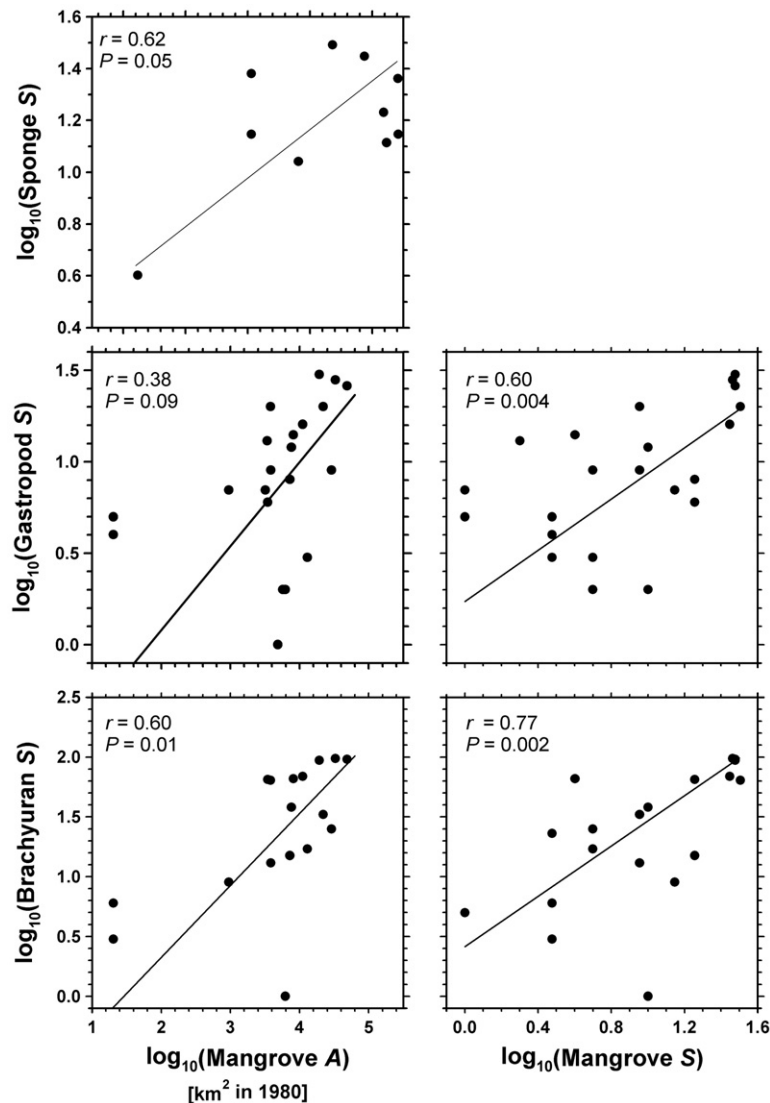 1.6
1.4
1.2
1.0
0.8
0.6
0.4
log10(Sponge S)
r = 0.62
P = 0.05
1.5
1.0
0.5
0.0
log10(Gastropod S)
r = 0.38
P = 0.09
r = 0.60
P = 0.004
2.5
2.0
1.5
1.0
0.5
0.0
log10(Brachyuran S)
r = 0.60
P = 0.01
r = 0.77
P = 0.002
1 2 3 4 5
0.0 0.4 0.8 1.2 1.6
log10(Mangrove A)
log10(Mangrove S)
[km² in 1980]